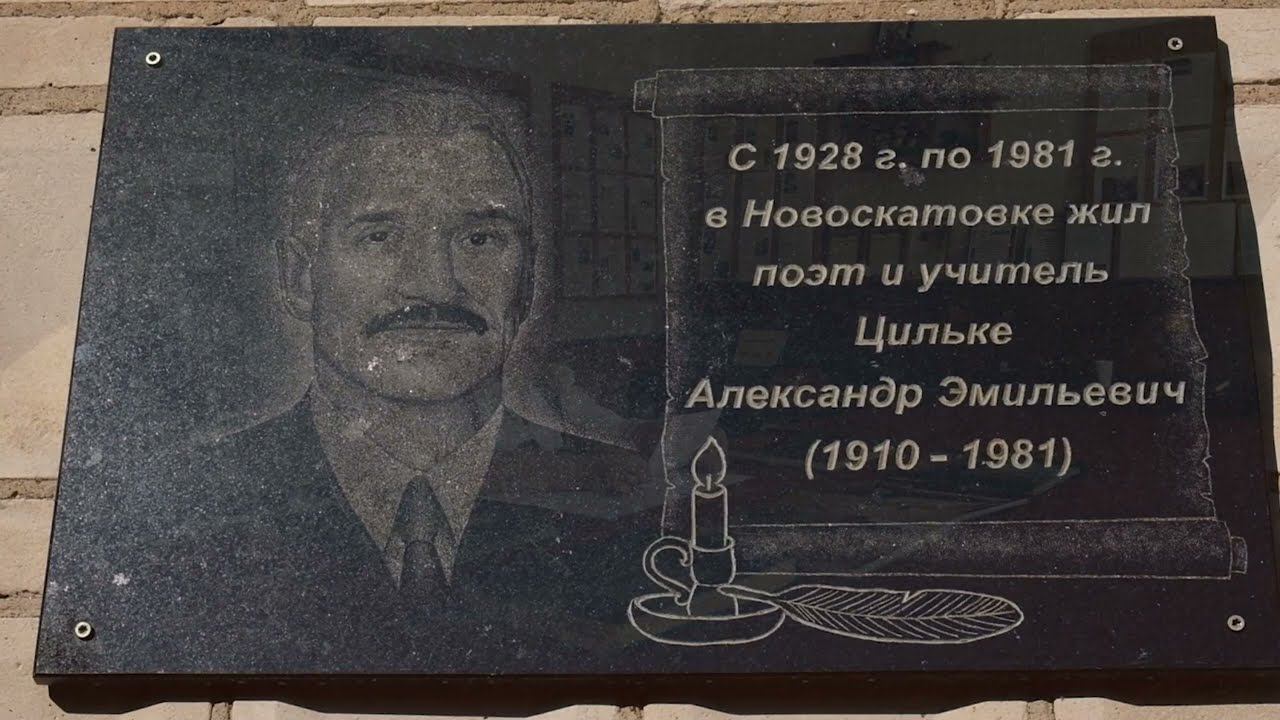 С 1928 г. по 1981 г.
в Новоскатовке жил
поэт и учитель
Цильке
Александр Эмильевич
(1910 - 1981)